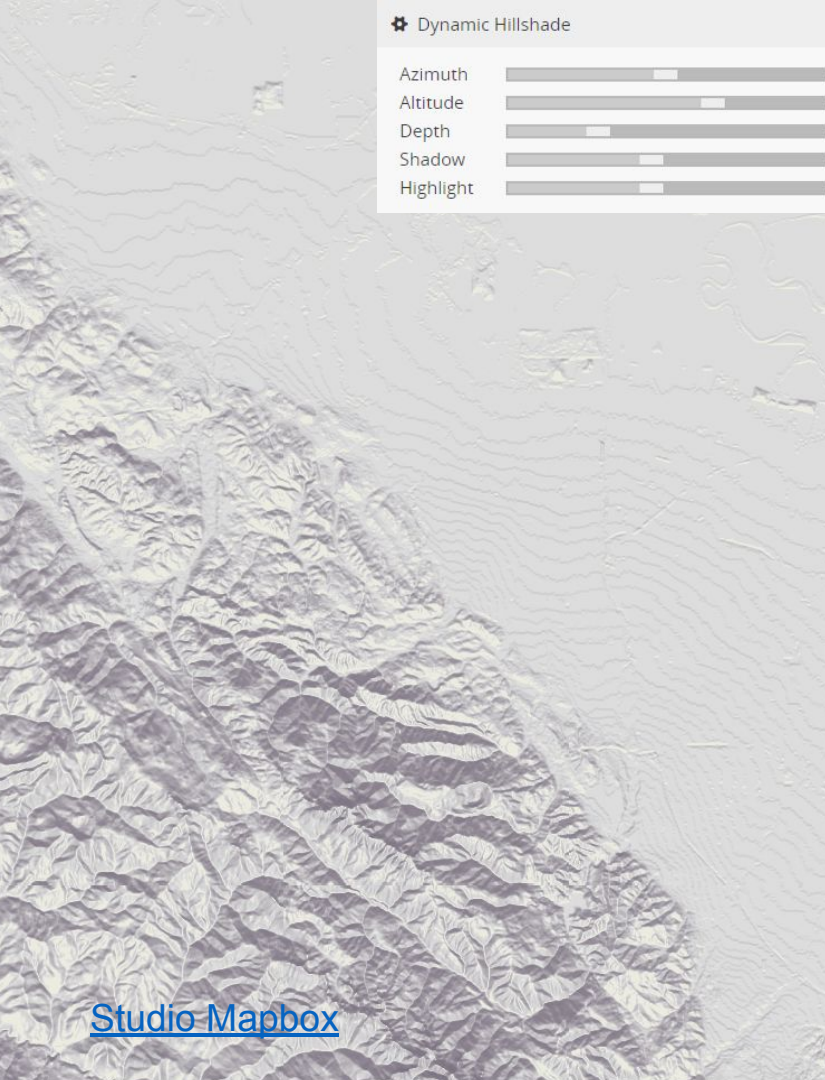 Dynamic Hillshade
Azimuth
Altitude
Depth
Shadow
Highlight
Studio Mapbox